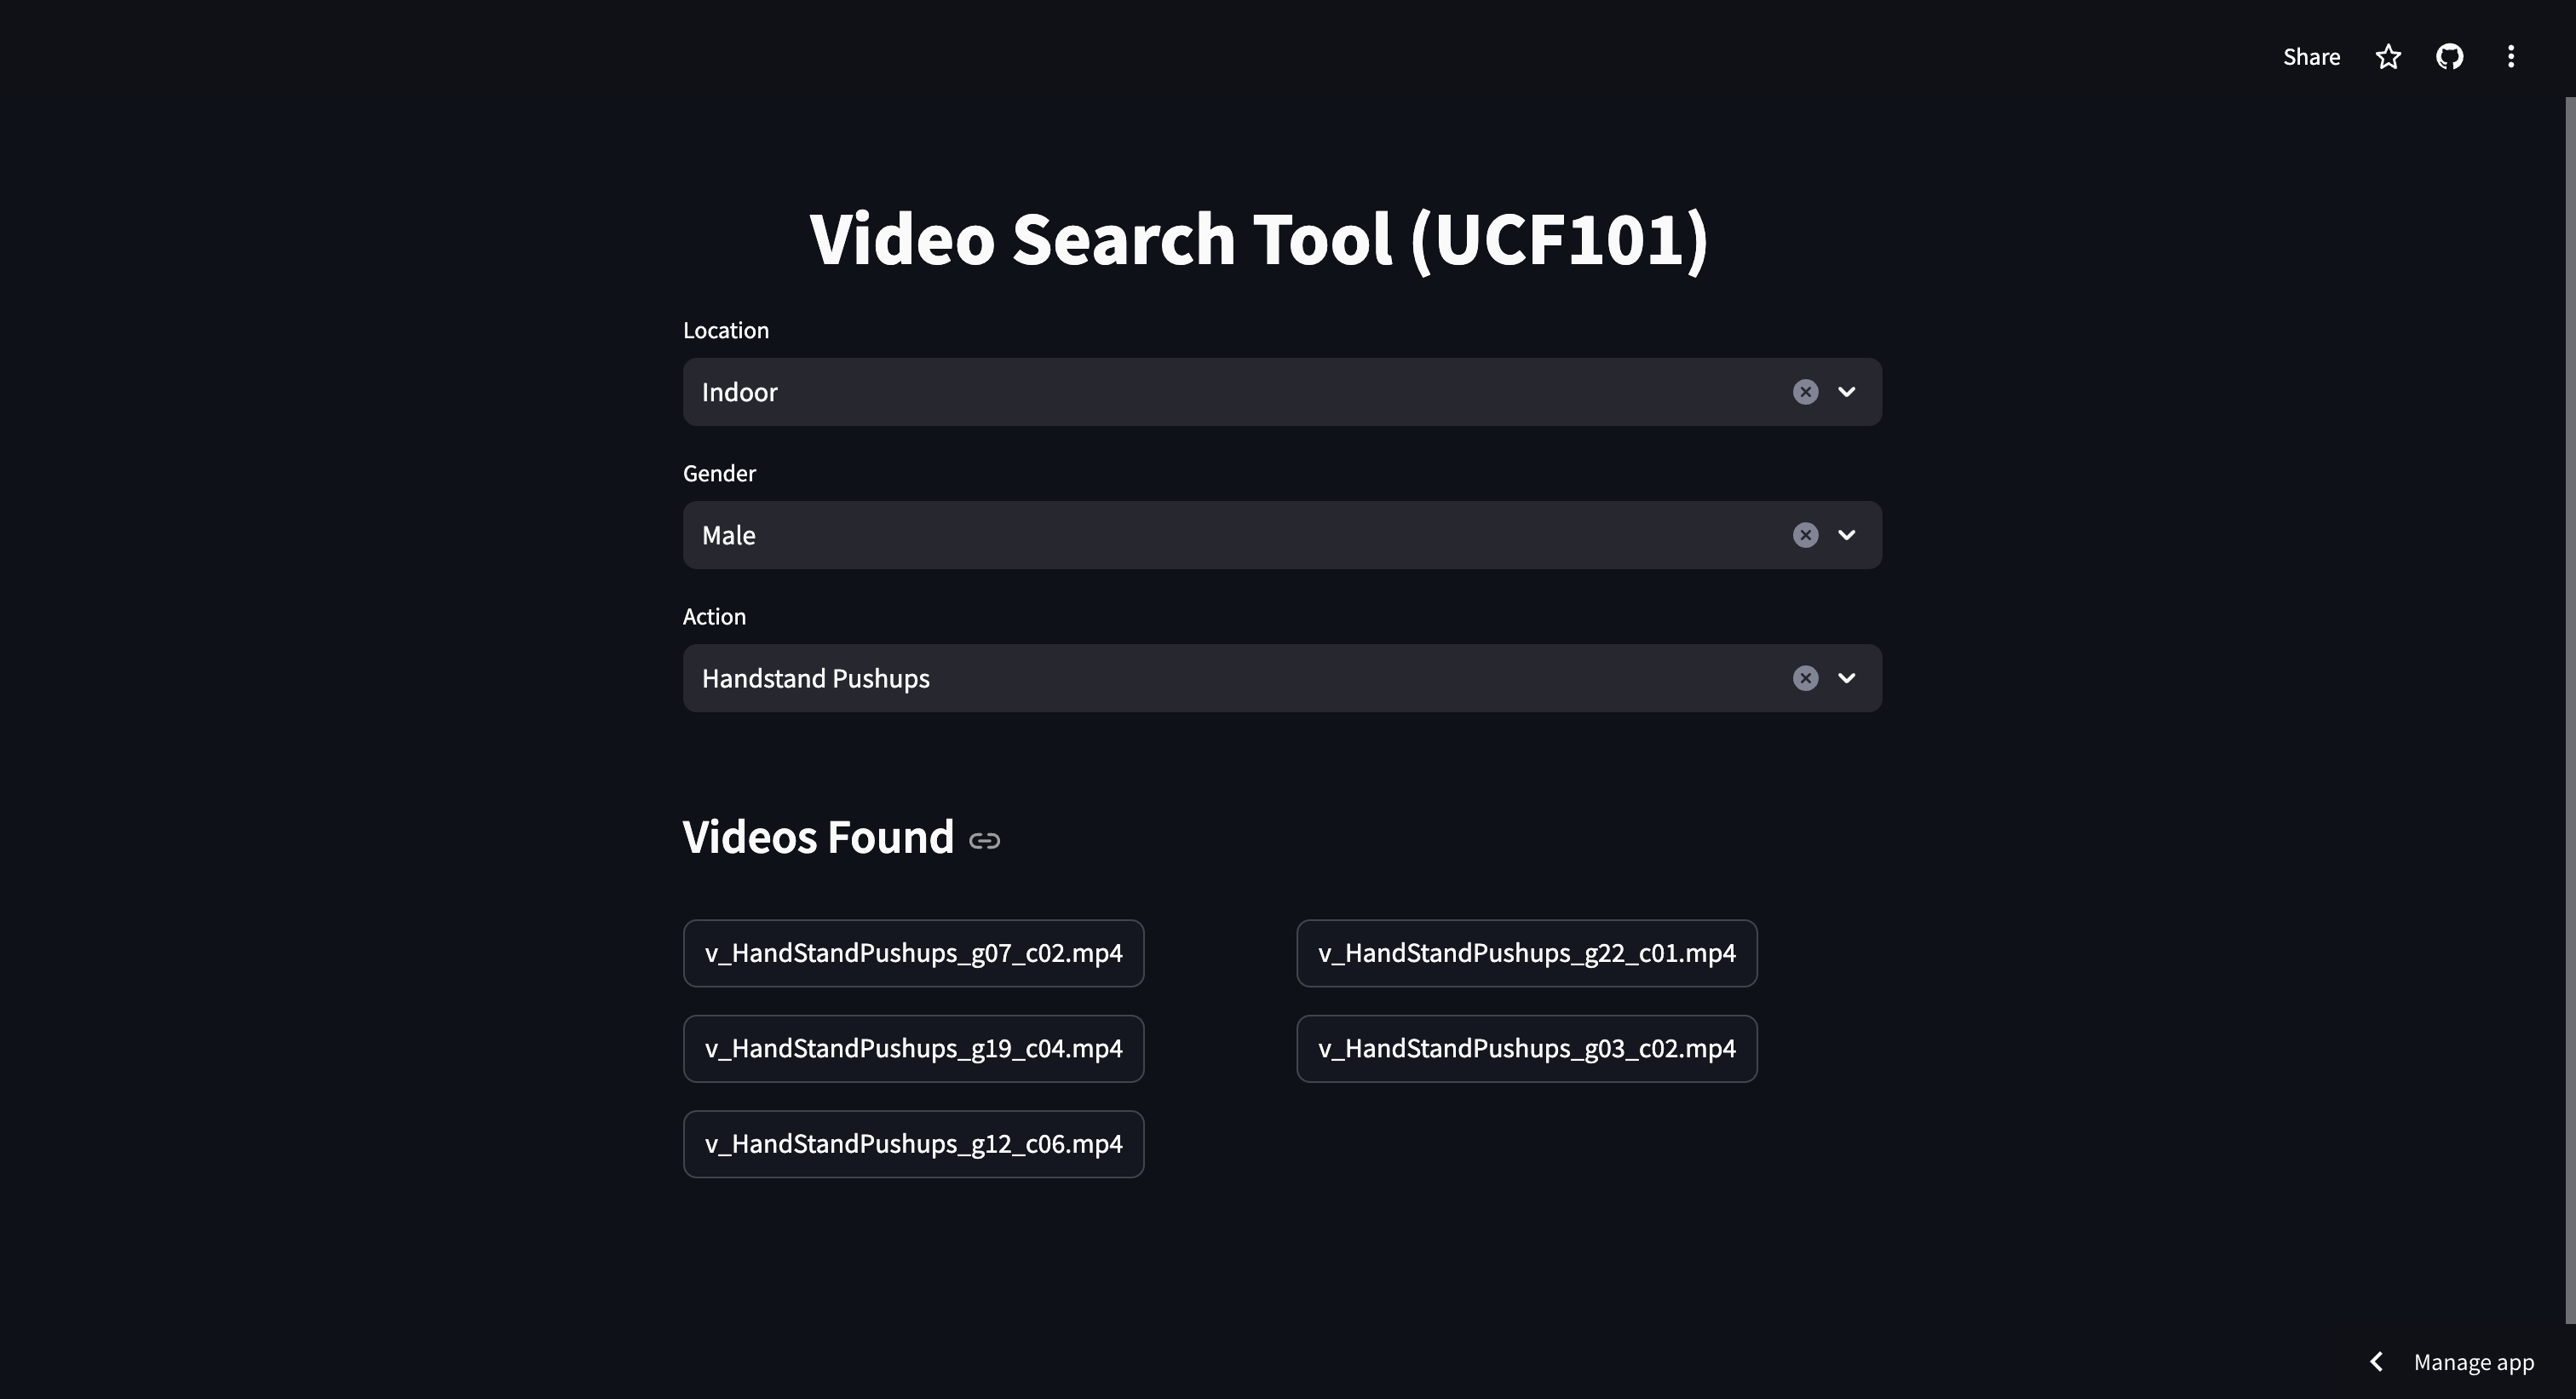 Share
Video Search Tool (UCF101)
Location
Indoor
Gender
Male
Action
Handstand Pushups
Videos Found
v_HandStandPushups_g07_c02.mp4
v_HandStandPushups_g22_c01.mp4
v_HandStandPushups_g19_c04.mp4
v_HandStandPushups_g03_c02.mp4
v_HandStandPushups_g12_c06.mp4
Manage app